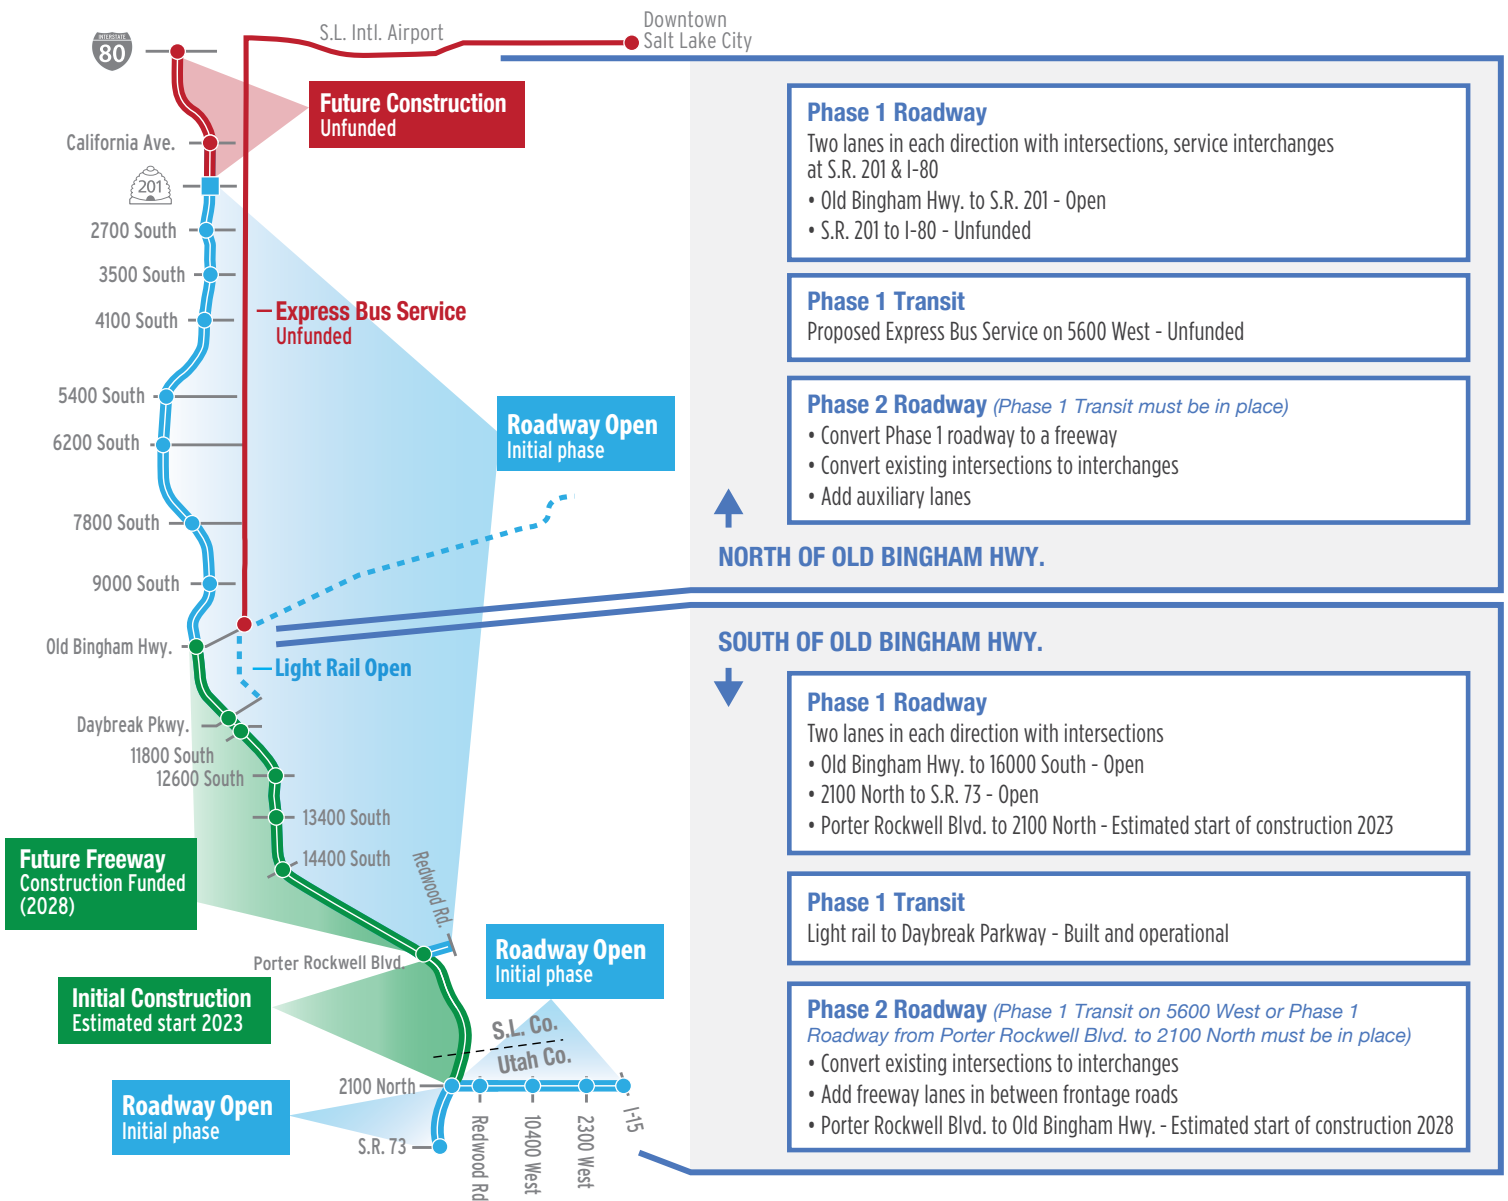 INTERSTATE
80
S.L. Intl. Airport
Downtown
Salt Lake City
Future Construction
Unfunded
California Ave.
201
2700 South
3500 South
4100 South
Express Bus Service
Unfunded
5400 South
6200 South
Roadway Open
Initial phase
7800 South
9000 South
Old Bingham Hwy.
Light Rail Open
Daybreak Pkwy.
11800 South
12600 South
13400 South
14400 South
Redwood Rd.
Future Freeway
Construction Funded
(2028)
Porter Rockwell Blvd.
Roadway Open
Initial phase
Initial Construction
Estimated start 2023
S.L. Co.
Utah Co.
2100 North
Roadway Open
Initial phase
S.R. 73
Redwood Rd
10400 West
2300 West
I-15
Phase 1 Roadway
Two lanes in each direction with intersections, service interchanges
at S.R. 201 & I-80
• Old Bingham Hwy. to S.R. 201 - Open
• S.R. 201 to I-80 - Unfunded
Phase 1 Transit
Proposed Express Bus Service on 5600 West - Unfunded
Phase 2 Roadway (Phase 1 Transit must be in place)
• Convert Phase 1 roadway to a freeway
• Convert existing intersections to interchanges
• Add auxiliary lanes
NORTH OF OLD BINGHAM HWY.
SOUTH OF OLD BINGHAM HWY.
Phase 1 Roadway
Two lanes in each direction with intersections
• Old Bingham Hwy. to 16000 South - Open
• 2100 North to S.R. 73 - Open
• Porter Rockwell Blvd. to 2100 North - Estimated start of construction 2023
Phase 1 Transit
Light rail to Daybreak Parkway - Built and operational
Phase 2 Roadway (Phase 1 Transit on 5600 West or Phase 1
Roadway from Porter Rockwell Blvd. to 2100 North must be in place)
• Convert existing intersections to interchanges
• Add freeway lanes in between frontage roads
• Porter Rockwell Blvd. to Old Bingham Hwy. - Estimated start of construction 2028